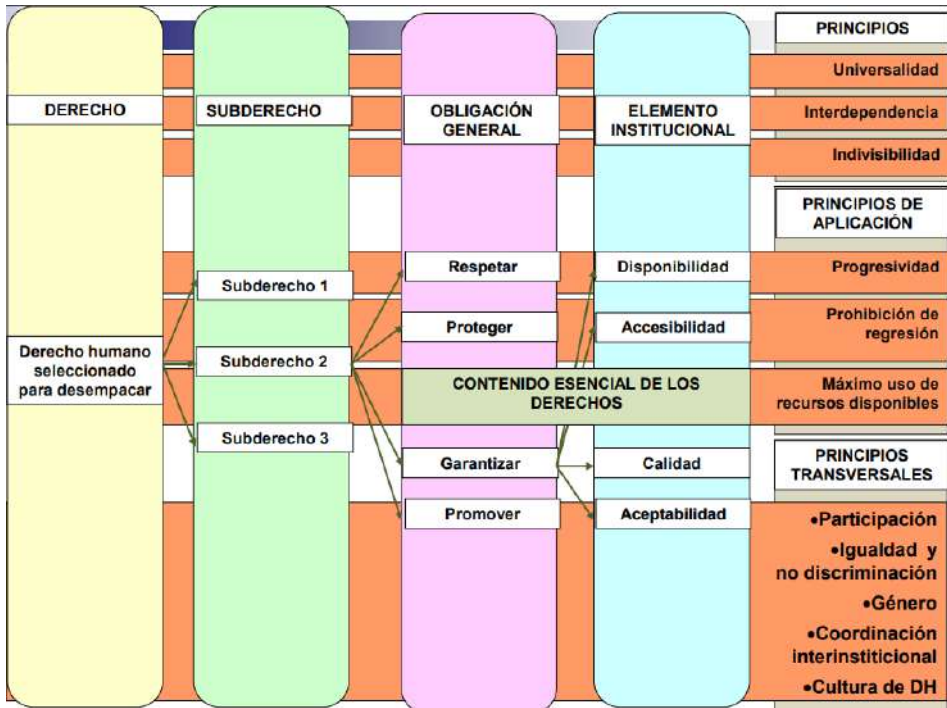 DERECHO
Derecho humano
seleccionado
para desempacar
SUBDERECHO
Subderecho 1
Subderecho 2
Subderecho 3
OBLIGACIÓN
GENERAL
Respetar
Proteger
CONTENIDO ESENCIAL DE LOS
DERECHOS
Garantizar
Promover
ELEMENTO
INSTITUCIONAL
Disponibilidad
Accesibilidad
Calidad
Aceptabilidad
PRINCIPIOS
Universalidad
Interdependencia
Indivisibilidad
PRINCIPIOS DE
APLICACIÓN
Progresividad
Prohibición de
regresión
Máximo uso de
recursos disponibles
PRINCIPIOS
TRANSVERSALES
•Participación
•Igualdad y
no discriminación
•Género
•Coordinación
interinstiticional
•Cultura de DH